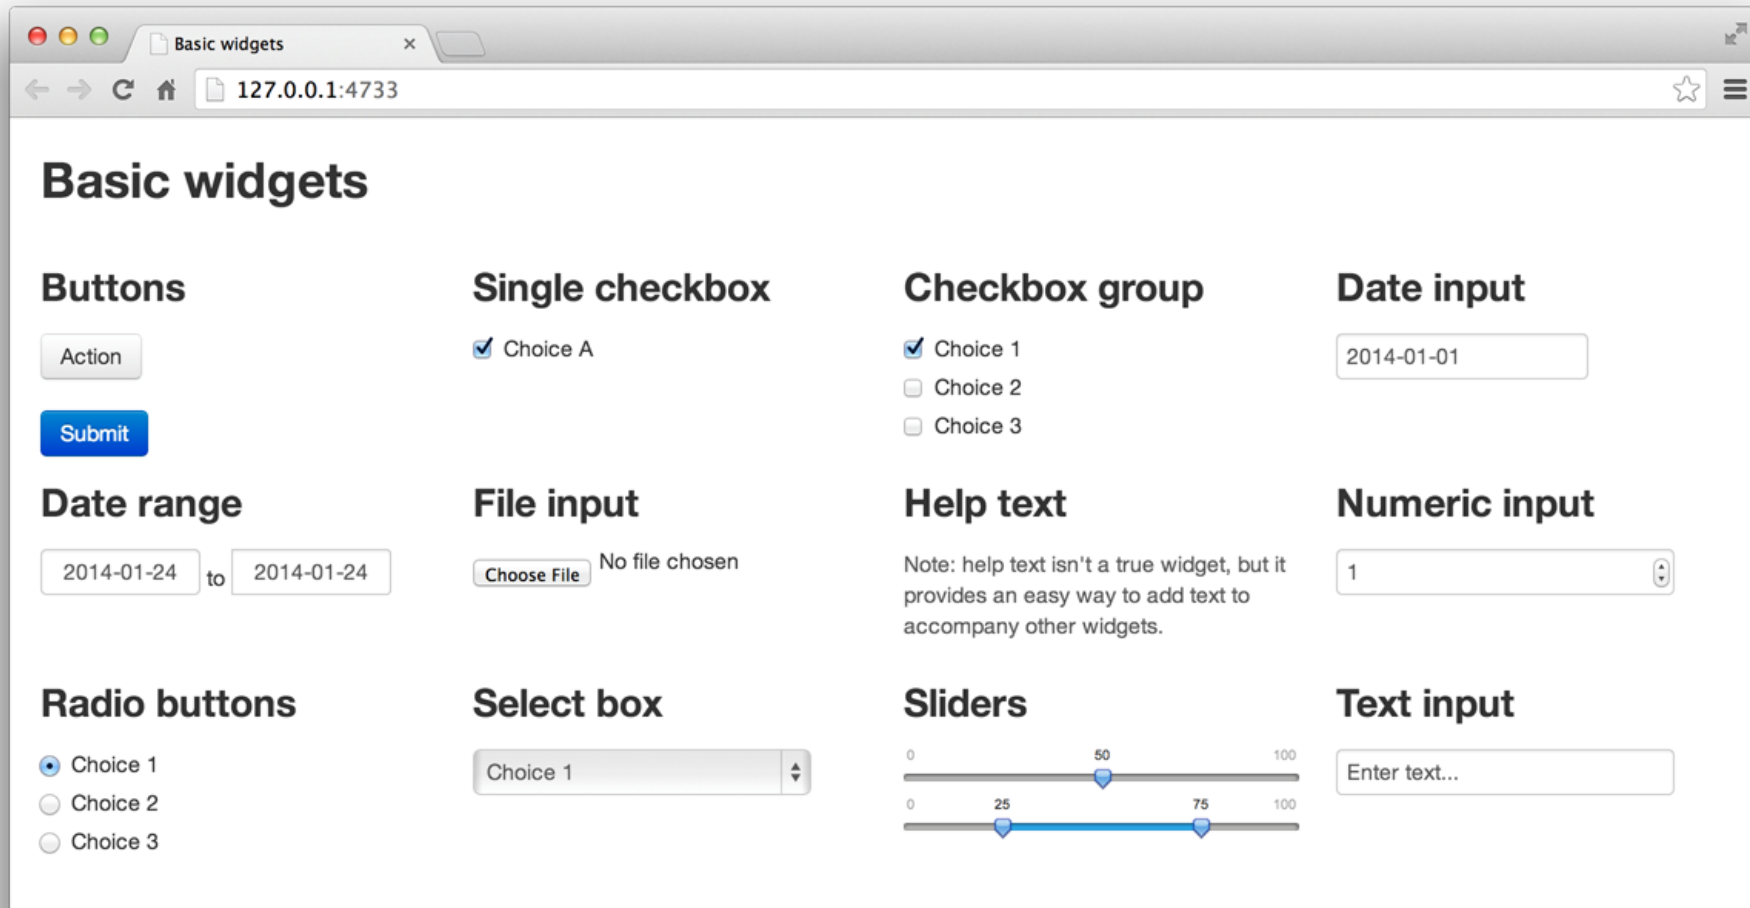 Basic widgets
127.0.0.1:4733
Basic widgets
Buttons
Action
Submit
Single checkbox
Choice A
Checkbox group
Choice 1
Choice 2
Choice 3
Date input
2014-01-01
Date range
2014-01-24 to 2014-01-24
File input
Choose File No file chosen
Help text
Note: help text isn't a true widget, but it
provides an easy way to add text to
accompany other widgets.
Numeric input
1
Radio buttons
Choice 1
Choice 2
Choice 3
Select box
Choice 1
Sliders
0 50 100
0 25 75 100
Text input
Enter text...